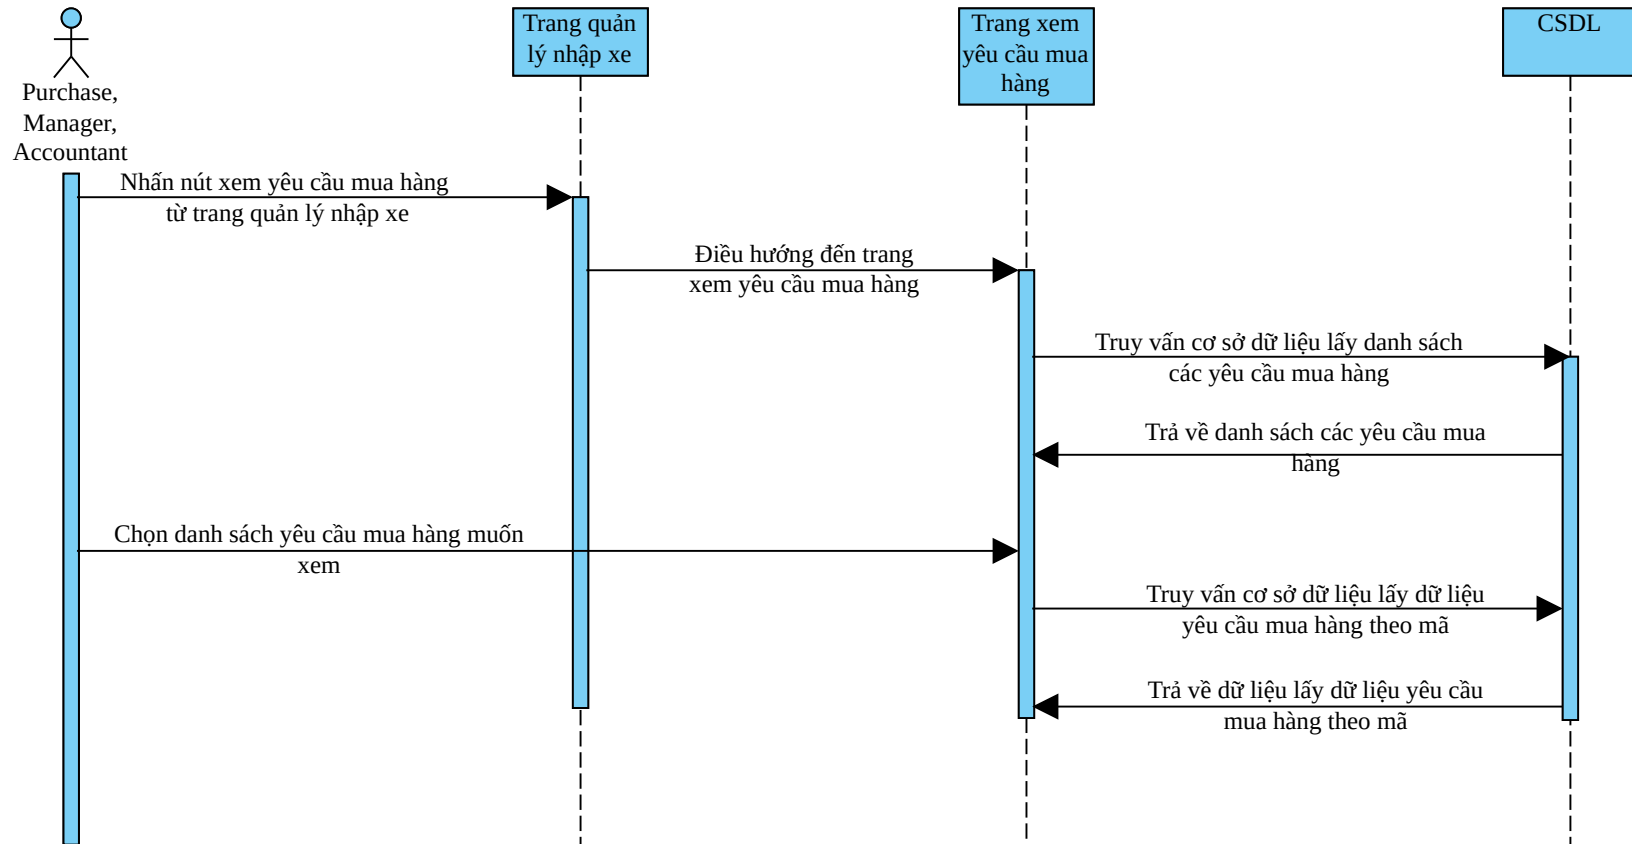 Trang quản
lý nhập xe
Trang xem
yêu cầu mua
hàng
CSDL
Purchase,
Manager,
Accountant
Nhấn nút xem yêu cầu mua hàng
từ trang quản lý nhập xe
Điều hướng đến trang
xem yêu cầu mua hàng
Truy vấn cơ sở dữ liệu lấy danh sách
các yêu cầu mua hàng
Trả về danh sách các yêu cầu mua
hàng
Chọn danh sách yêu cầu mua hàng muốn
xem
Truy vấn cơ sở dữ liệu lấy dữ liệu
yêu cầu mua hàng theo mã
Trả về dữ liệu lấy dữ liệu yêu cầu
mua hàng theo mã